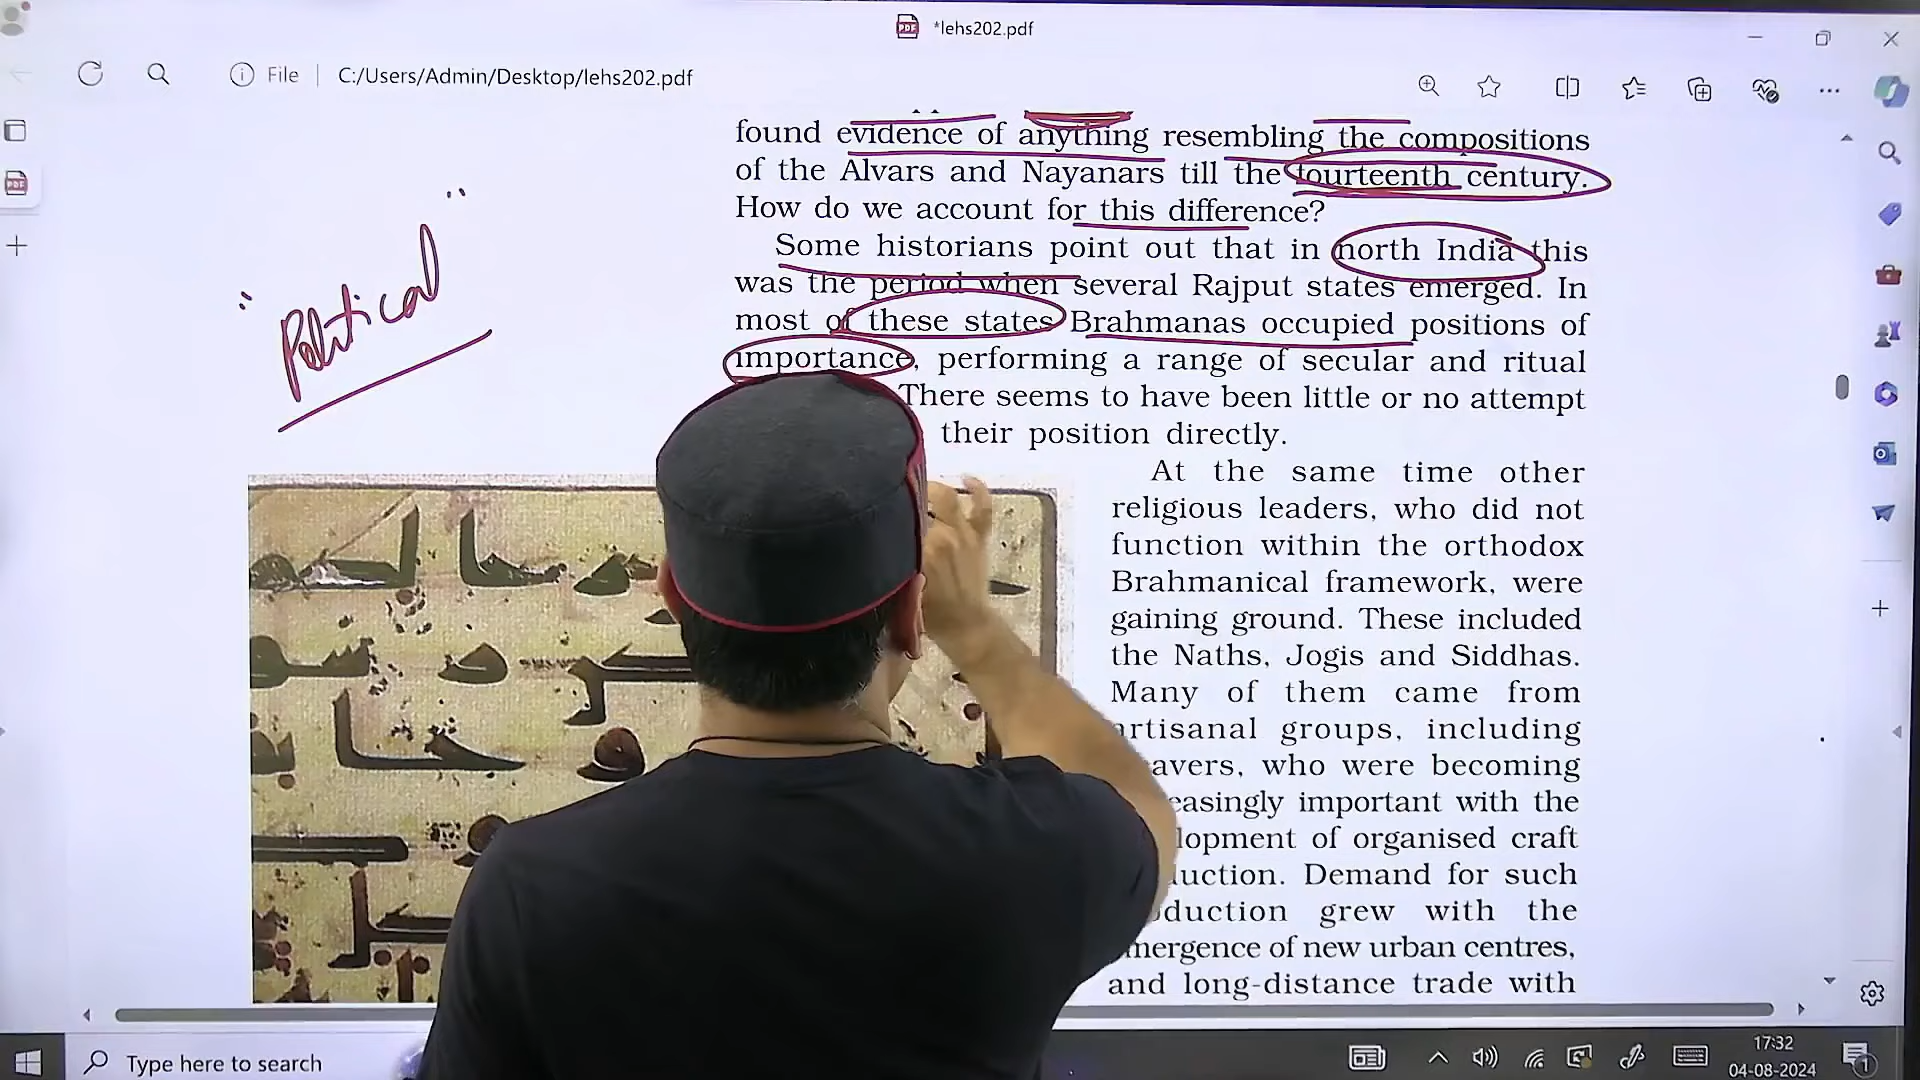 *lehs202.pdf
File C:/Users/Admin/Desktop/lehs202.pdf
found evidence of anything resembling the compositions
of the Alvars and Nayanars till the fourteenth century.
How do we account for this difference?
Some historians point out that in north India this
was the period when several Rajput states emerged. In
most of these states Brahmanas occupied positions of
importance, performing a range of secular and ritual
There seems to have been little or no attempt
their position directly.
"Political"
At the same time other
religious leaders, who did not
function within the orthodox
Brahmanical framework, were
gaining ground. These included
the Naths, Jogis and Siddhas.
Many of them came from
artisanal groups, including
avers, who were becoming
easingly important with the
lopment of organised craft
uction. Demand for such
oduction grew with the
mergence of new urban centres,
and long-distance trade with
Type here to search
17:32
04-08-2024